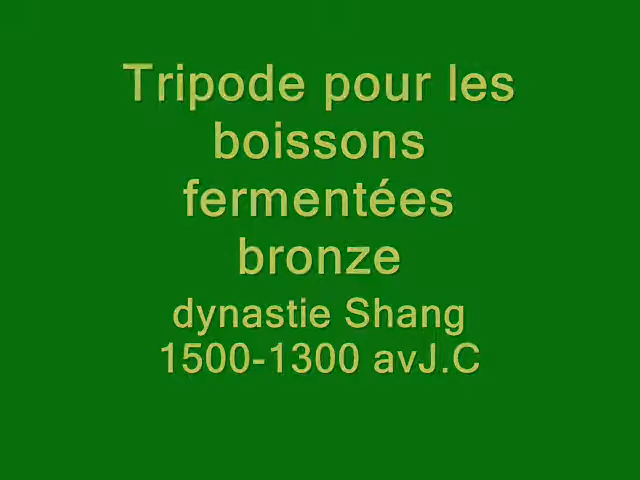 Tripode pour les
boissons
fermentées
bronze
dynastie Shang
1500-1300 avJ.C